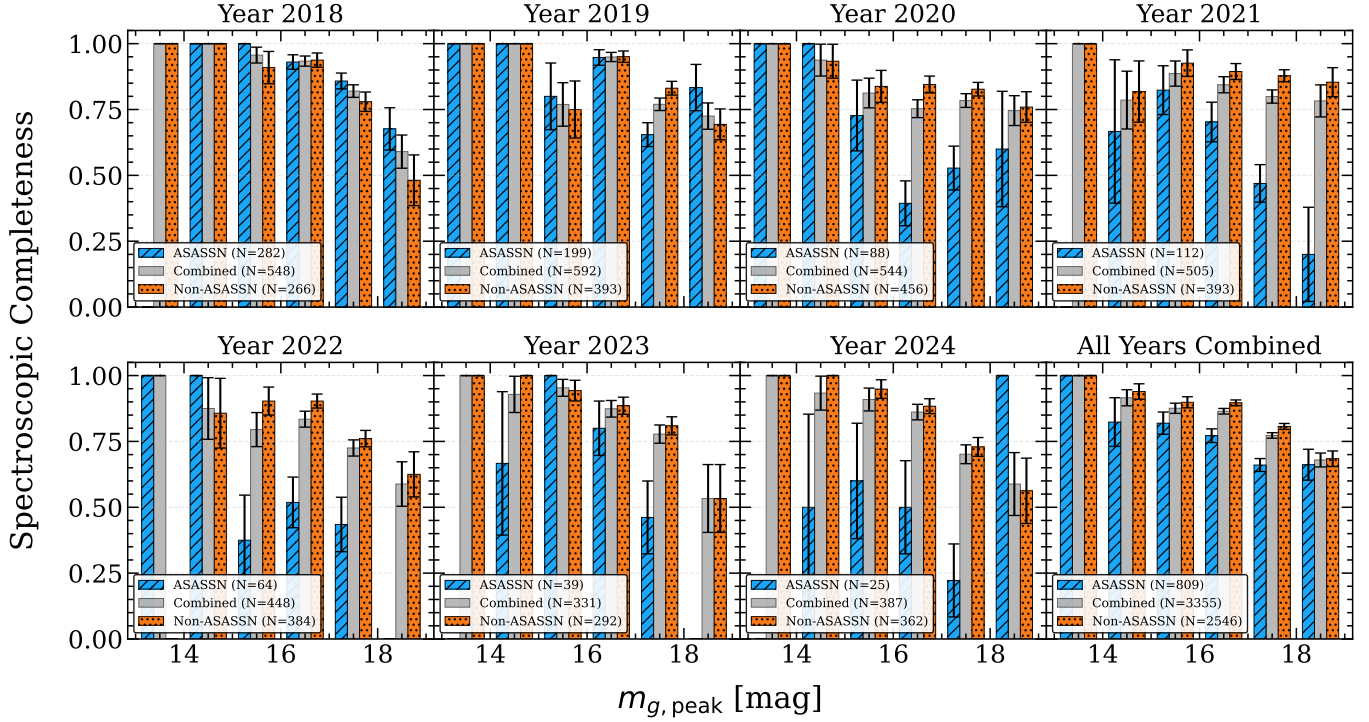 Year 2018
Year 2019
Year 2020
Year 2021
Spectroscopic Completeness
1.00
0.75
0.50
0.25
0.00
ASASSN (N=282)
Combined (N=548)
Non-ASASSN (N=266)
ASASSN (N=199)
Combined (N=592)
Non-ASASSN (N=393)
ASASSN (N=88)
Combined (N=544)
Non-ASASSN (N=456)
ASASSN (N=112)
Combined (N=505)
Non-ASASSN (N=393)
Year 2022
Year 2023
Year 2024
All Years Combined
1.00
0.75
0.50
0.25
0.00
ASASSN (N=64)
Combined (N=448)
Non-ASASSN (N=384)
ASASSN (N=39)
Combined (N=331)
Non-ASASSN (N=292)
ASASSN (N=25)
Combined (N=387)
Non-ASASSN (N=362)
ASASSN (N=809)
Combined (N=3355)
Non-ASASSN (N=2546)
14 16 18
14 16 18
14 16 18
14 16 18
m_g, peak [mag]